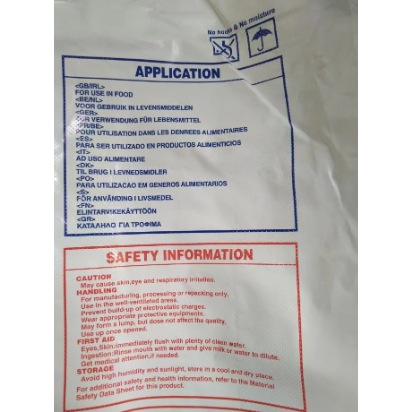 No hooks & No moisture
APPLICATION
<GB/IRL>
FOR USE IN FOOD
<BE/NL>
VOOR GEBRUIK IN LEVENSMIDDELEN
<GER>
ZUR VERWENDUNG FÜR LEBENSMITTEL
<FR/BE>
POUR UTILISATION DANS LES DENREES ALIMENTAIRES
<ES>
PARA SER UTILIZADO EN PRODUCTOS ALIMENTICIOS
<IT>
AD USO ALIMENTARE
<DK>
TIL BRUG I LEVNEDSMIDLER
<PO>
PARA UTILIZACAO EM GENEROS ALIMENTARIOS
<S>
FÖR ANVÄNDING I LIVSMEDEL
<FN>
ELINTARVIKEKÄYTTÖÖN
<GR>
ΚΑΤΑΛΗΛΟ ΓΙΑ ΤΡΟΦΙΜΑ
SAFETY INFORMATION
CAUTION
May cause skin,eye and respiratory irritation.
HANDLING
For manufacturing, processing or repacking only.
Use in the well-ventilated areas.
Prevent build-up of electrostatic charges.
Wear appropriate protective equipments.
May form a lump, but dose not affect the quality.
Use up once opened.
FIRST AID
Eyes,Skin:Immediately flush with plenty of clean water.
Ingestion:Rinse mouth with water and give milk or water to dilute.
Get medical attention,if needed.
STORAGE
Avoid high humidity and sunlight, store in a cool and dry place.
For additional safety and health information, refer to the Material
Safety Data Sheet for this product.